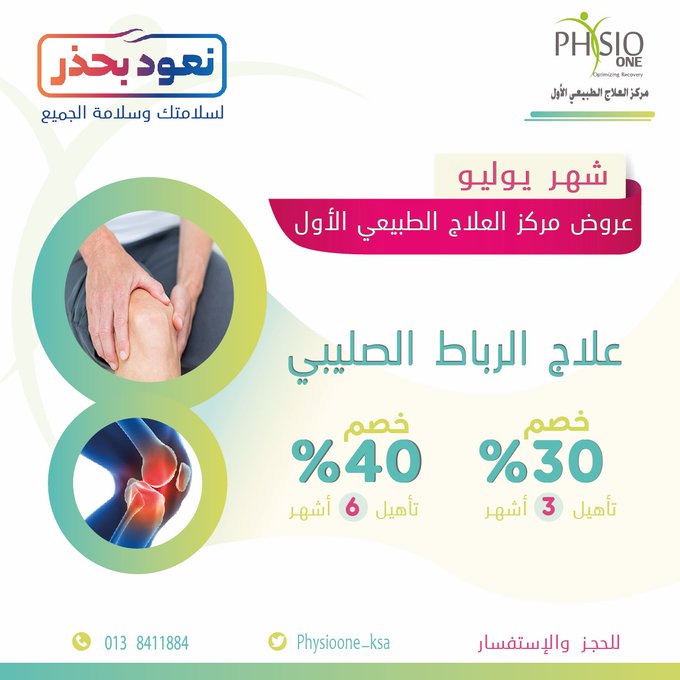 نعود بحذر
لسلامتك وسلامة الجميع
PHYSIO
ONE
Optimizing Recovery
مركز العلاج الطبيعي الأول
شهر يوليو
عروض مركز العلاج الطبيعي الأول
علاج الرباط الصليبي
خصم
%30
تأهيل 3 أشهر
خصم
%40
تأهيل 6 أشهر
للحجز والإستفسار
Physioone_ksa
013 8411884